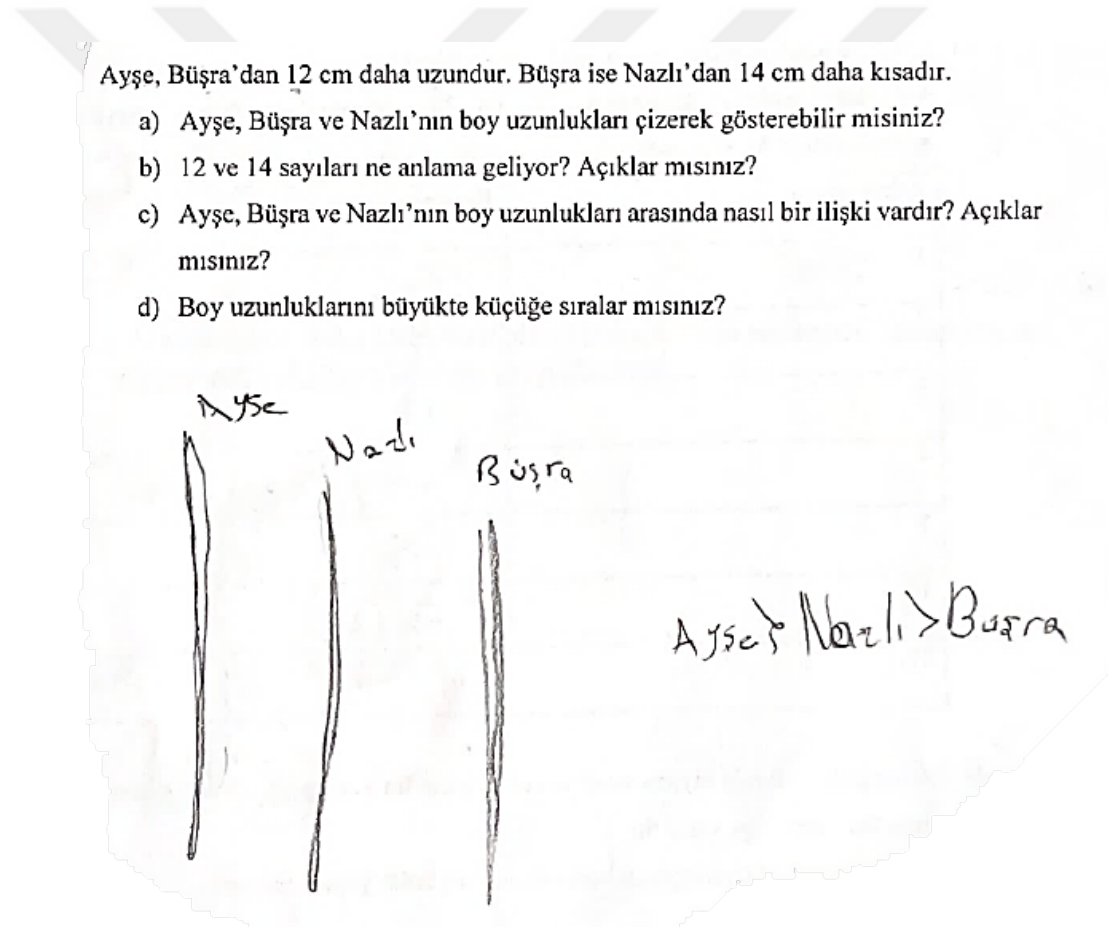 Ayşe, Büşra'dan 12 cm daha uzundur. Büşra ise Nazlı'dan 14 cm daha kısadır.
a) Ayşe, Büşra ve Nazlı'nın boy uzunlukları çizerek gösterebilir misiniz?
b) 12 ve 14 sayıları ne anlama geliyor? Açıklar mısınız?
c) Ayşe, Büşra ve Nazlı'nın boy uzunlukları arasında nasıl bir ilişki vardır? Açıklar
mısınız?
d) Boy uzunluklarını büyükte küçüğe sıralar mısınız?
Ayse
Nazlı
Büşra
Ayse > Nazlı > Buşra